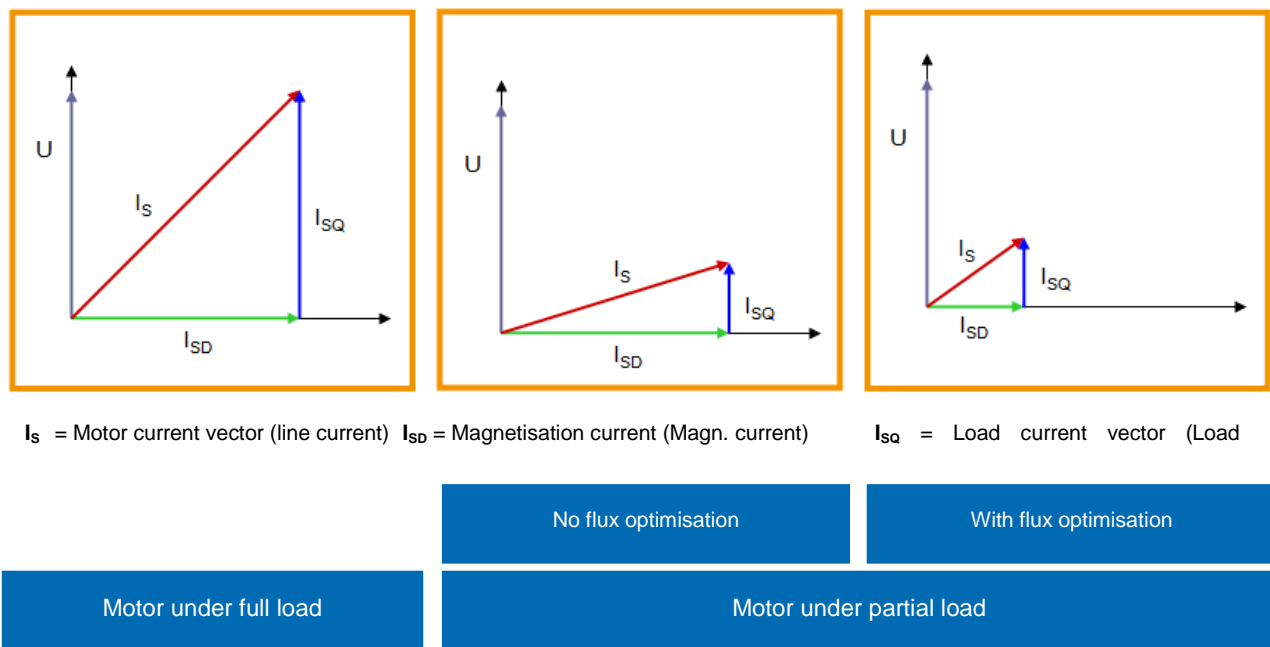 U
I_S
I_SQ
I_SD
U
I_S
I_SQ
I_SD
U
I_S
I_SQ
I_SD
I_S = Motor current vector (line current) I_SD = Magnetisation current (Magn. current) I_SQ = Load current vector (Load
No flux optimisation With flux optimisation
Motor under full load Motor under partial load